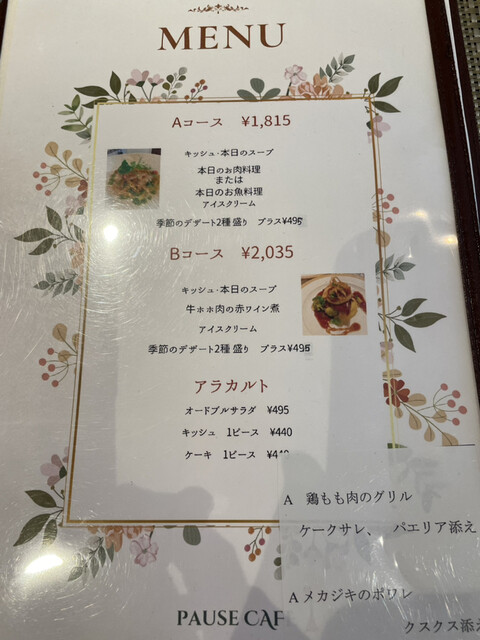 MENU
Aコース ¥1,815
キッシュ・本日のスープ
本日のお肉料理
または
本日のお魚料理
アイスクリーム
季節のデザート2種盛り プラス¥495
Bコース ¥2,035
キッシュ・本日のスープ
牛ホホ肉の赤ワイン煮
アイスクリーム
季節のデザート2種盛り プラス¥495
アラカルト
オードブルサラダ ¥495
キッシュ 1ピース ¥440
ケーキ 1ピース ¥440
A 鶏もも肉のグリル
ケークサレ、 パエリア添え
Aメカジキのポワレ
クスクス添え
PAUSE CAF